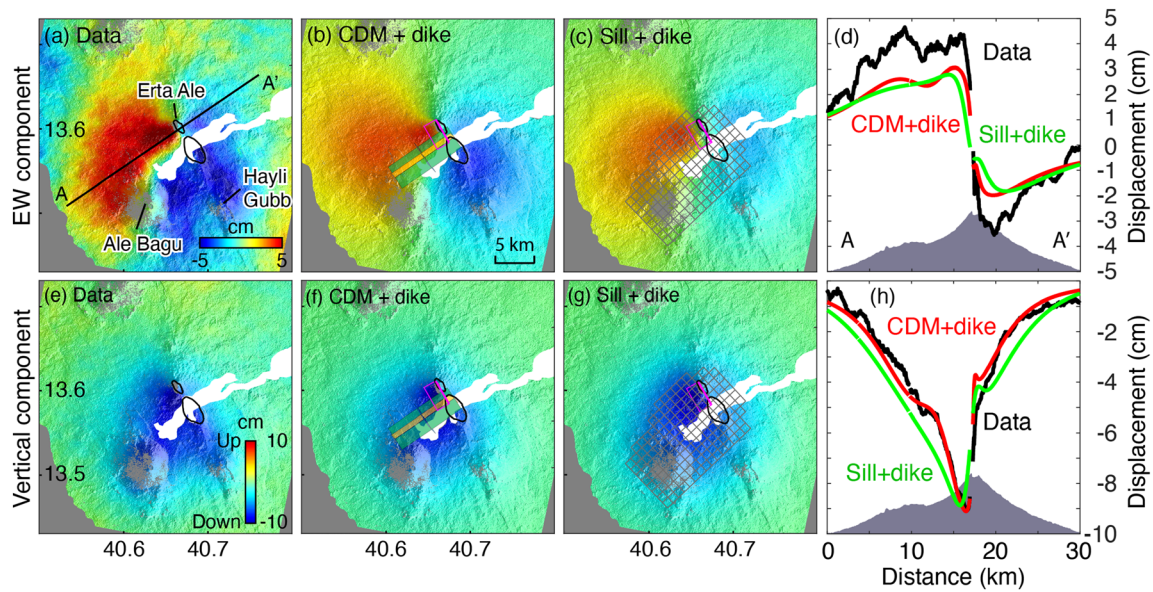 EW component
(a) Data
A'
Erta Ale
13.6
A
Ale Bagu
Hayli
Gubb
cm
-5 5
(b) CDM + dike
5 km
(c) Sill + dike
(d)
Data
CDM+dike
Sill+dike
A A'
5
4
3
2
1
0
-1
-2
-3
-4
-5
Displacement (cm)
Vertical component
(e) Data
13.6
13.5
cm
Up 10
Down -10
40.6 40.7
(f) CDM + dike
40.6 40.7
(g) Sill + dike
40.6 40.7
(h)
CDM+dike
Data
Sill+dike
-2
-4
-6
-8
-10
Displacement (cm)
0 10 20 30
Distance (km)